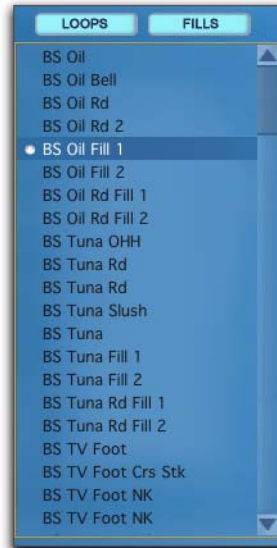 LOOPS FILLS
BS Oil
BS Oil Bell
BS Oil Rd
BS Oil Rd 2
BS Oil Fill 1
BS Oil Fill 2
BS Oil Rd Fill 1
BS Oil Rd Fill 2
BS Tuna OHH
BS Tuna Rd
BS Tuna Rd
BS Tuna Slush
BS Tuna
BS Tuna Fill 1
BS Tuna Fill 2
BS Tuna Rd Fill 1
BS Tuna Rd Fill 2
BS TV Foot
BS TV Foot Crs Stk
BS TV Foot NK
BS TV Foot NK